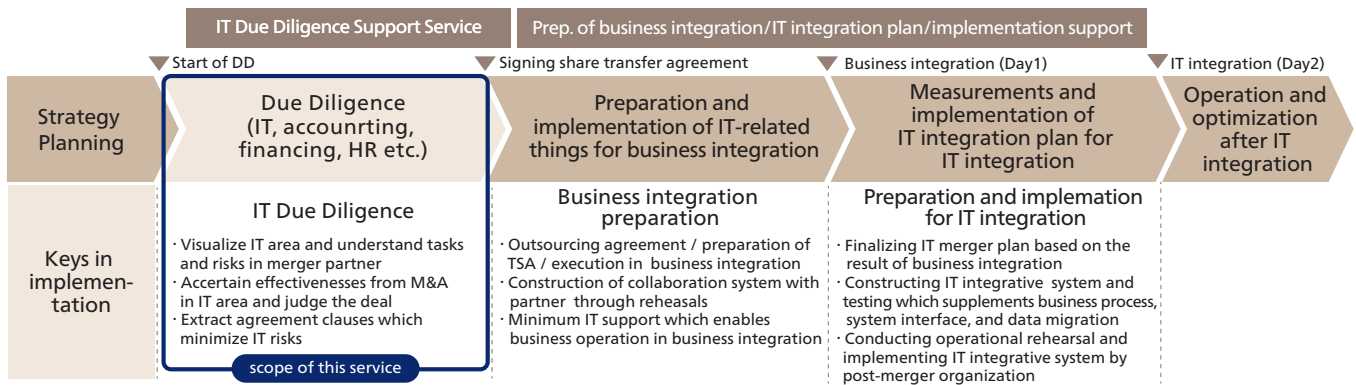 IT Due Diligence Support Service
Prep. of business integration/IT integration plan/implementation support
Start of DD
Signing share transfer agreement
Business integration (Day1)
IT integration (Day2)
Strategy
Planning
Due Diligence
(IT, accounrting,
financing, HR etc.)
Preparation and
implementation of IT-related
things for business integration
Measurements and
implementation of
IT integration plan for
IT integration
Operation and
optimization
after IT
integration
Keys in
implemen-
tation
IT Due Diligence
· Visualize IT area and understand tasks
and risks in merger partner
· Accertain effectivenesses from M&A
in IT area and judge the deal
· Extract agreement clauses which
minimize IT risks
scope of this service
Business integration
preparation
· Outsourcing agreement / preparation of
TSA / execution in business integration
· Construction of collaboration system with
partner through reheasals
· Minimum IT support which enables
business operation in business integration
Preparation and implemation
for IT integration
· Finalizing IT merger plan based on the
result of business integration
· Constructing IT integrative system and
testing which supplements business process,
system interface, and data migration
· Conducting operational rehearsal and
implementing IT integrative system by
post-merger organization